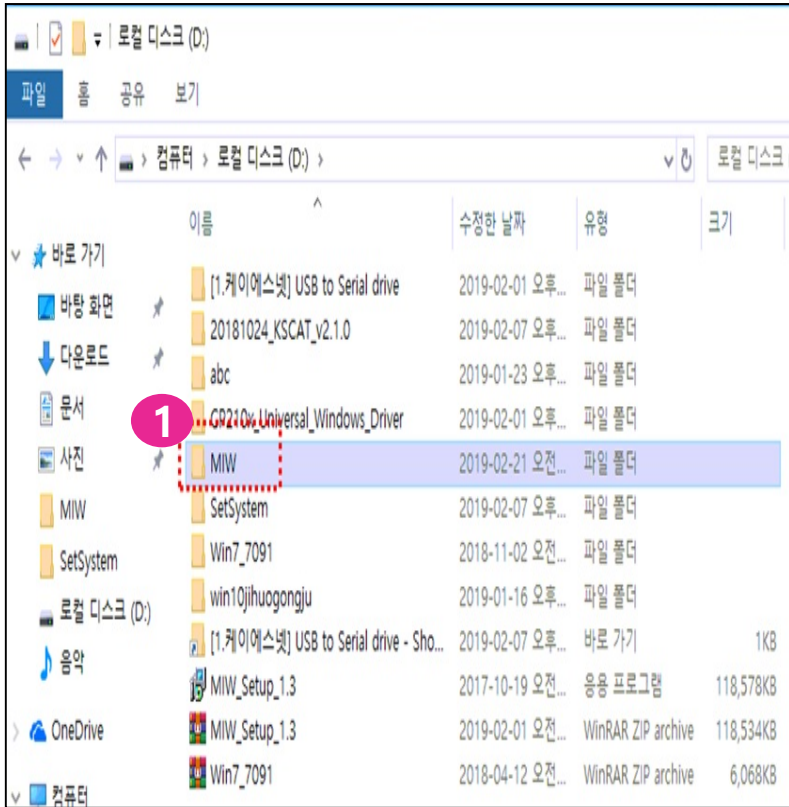 로컬 디스크 (D:)
파일 홈 공유 보기
컴퓨터 › 로컬 디스크 (D:) › 로컬 디스크
이름 수정한 날짜 유형 크기
바로 가기
바탕 화면
다운로드
문서
사진
MIW
SetSystem
로컬 디스크 (D:)
음악
OneDrive
컴퓨터
[1.케이에스넷] USB to Serial drive 2019-02-01 오후... 파일 폴더
20181024_KSCAT_v2.1.0 2019-02-07 오후... 파일 폴더
abc 2019-01-23 오후... 파일 폴더
CP210x_Universal_Windows_Driver 2019-02-01 오후... 파일 폴더
1
MIW 2019-02-21 오전... 파일 폴더
SetSystem 2019-02-07 오후... 파일 폴더
Win7_7091 2018-11-02 오전... 파일 폴더
win10jihuogongju 2019-01-16 오후... 파일 폴더
[1.케이에스넷] USB to Serial drive - Sho... 2019-02-07 오후... 바로 가기 1KB
MIW_Setup_1.3 2017-10-19 오전... 응용 프로그램 118,578KB
MIW_Setup_1.3 2019-02-01 오전... WinRAR ZIP archive 118,534KB
Win7_7091 2018-04-12 오전... WinRAR ZIP archive 6,068KB